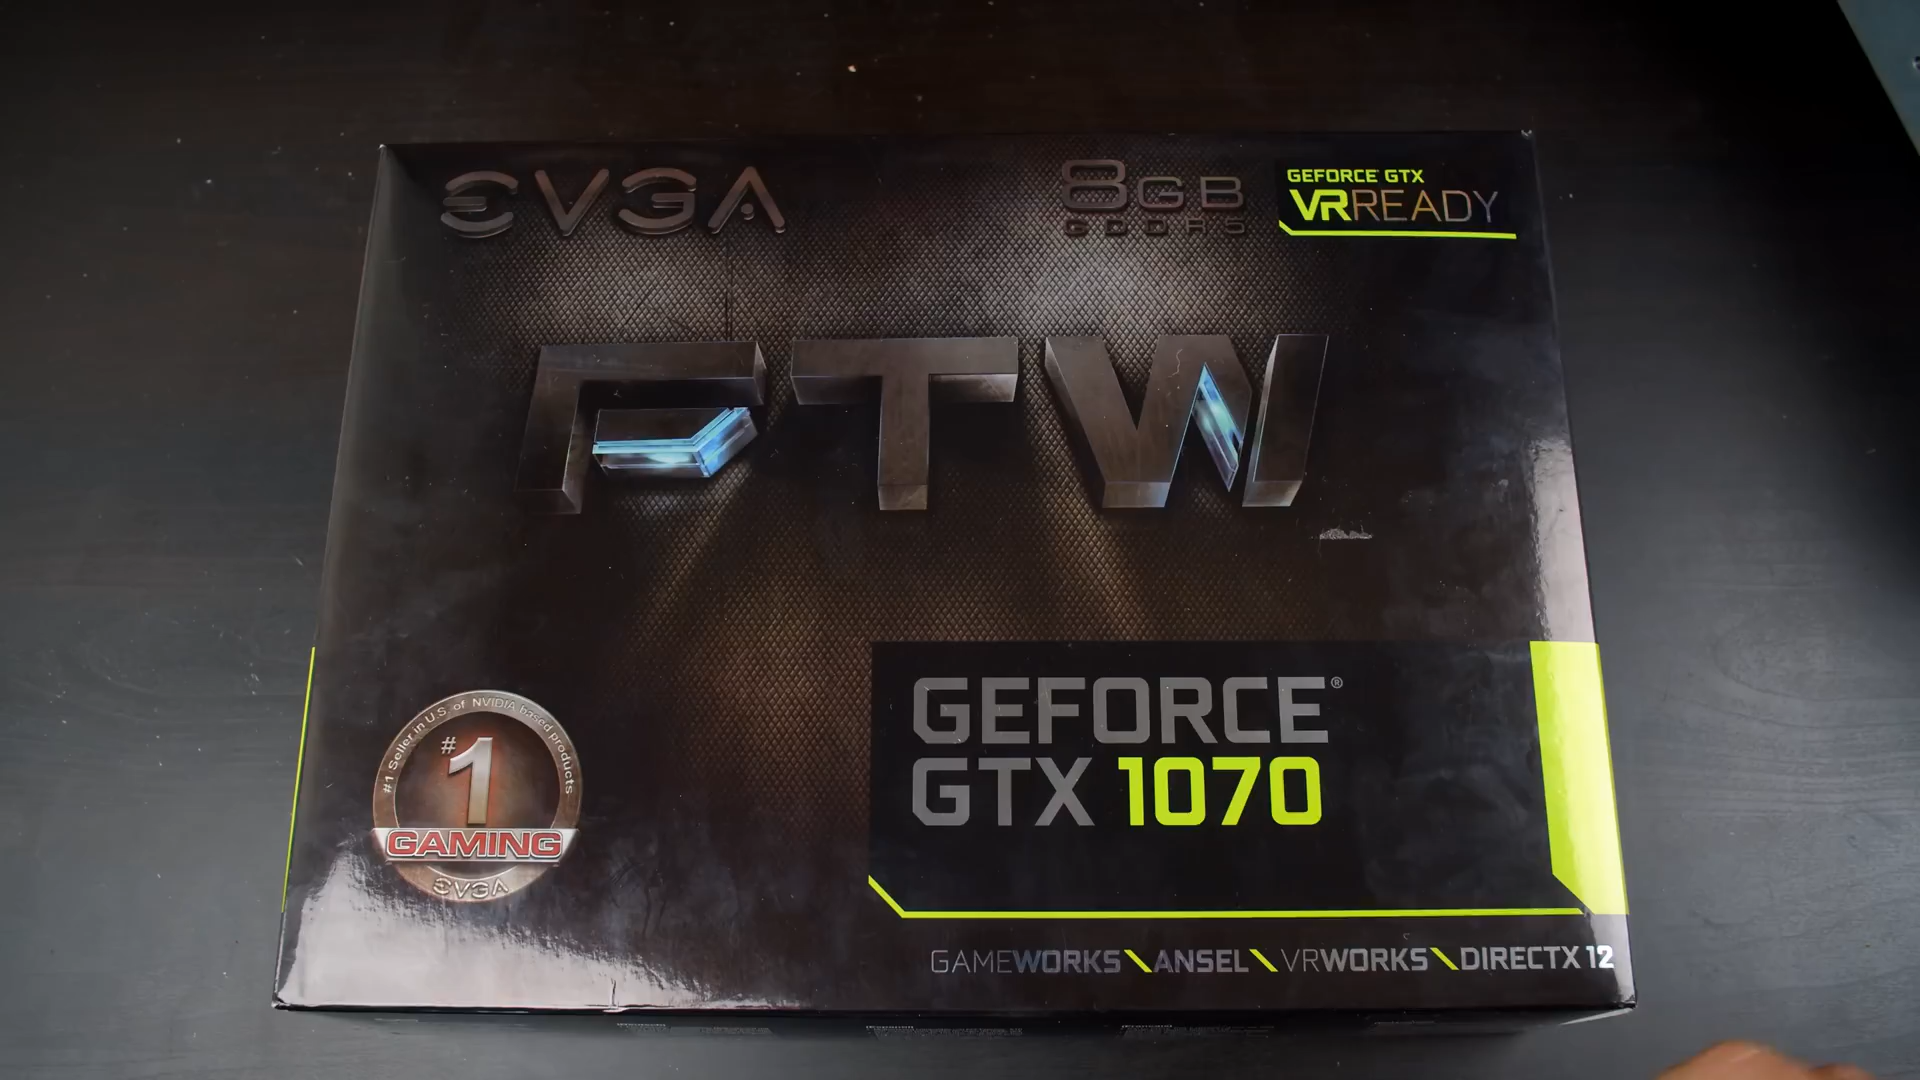 EVGA
8GB
GDDR5
GEFORCE GTX
VRREADY
FTW
#1 Seller in U.S. of NVIDIA based products
#1
GAMING
EVGA
GEFORCE®
GTX 1070
GAMEWORKS \ ANSEL \ VRWORKS \ DIRECTX 12